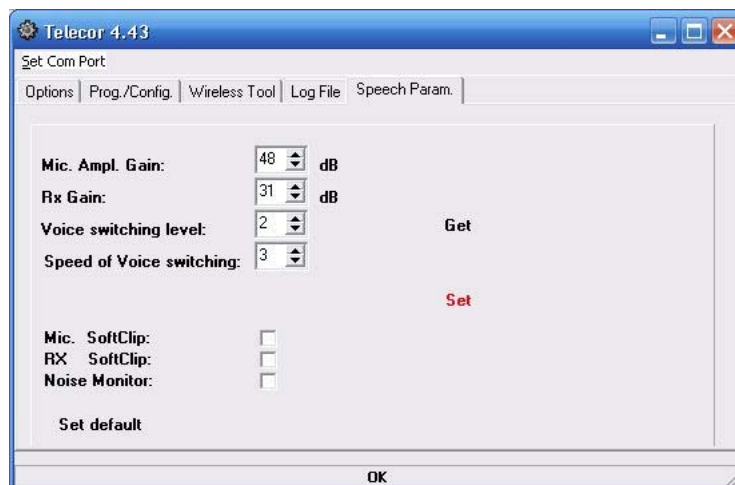 Telecor 4.43
Set Com Port
Options Prog./Config. Wireless Tool Log File Speech Param.
Mic. Ampl. Gain: 48 dB
Rx Gain: 31 dB
Voice switching level: 2 Get
Speed of Voice switching: 3
Set
Mic. SoftClip:
RX SoftClip:
Noise Monitor:
Set default
OK